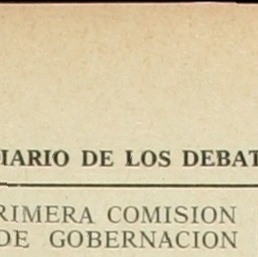 IARIO DE LOS DEBAT
RIMERA COMISION
DE GOBERNACION